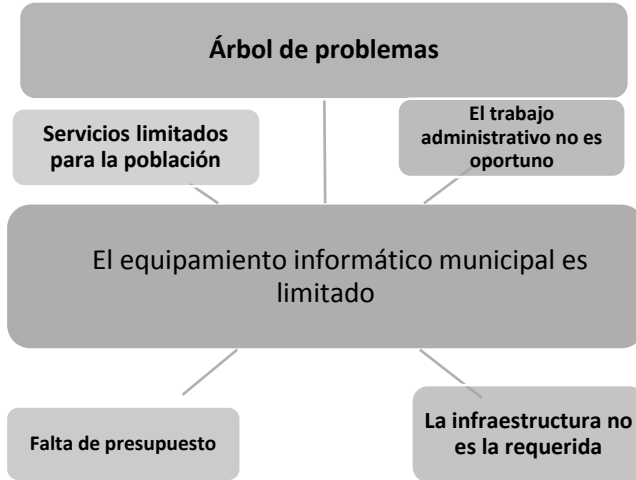 Árbol de problemas
Servicios limitados
para la población
El trabajo
administrativo no es
oportuno
El equipamiento informático municipal es
limitado
Falta de presupuesto
La infraestructura no
es la requerida